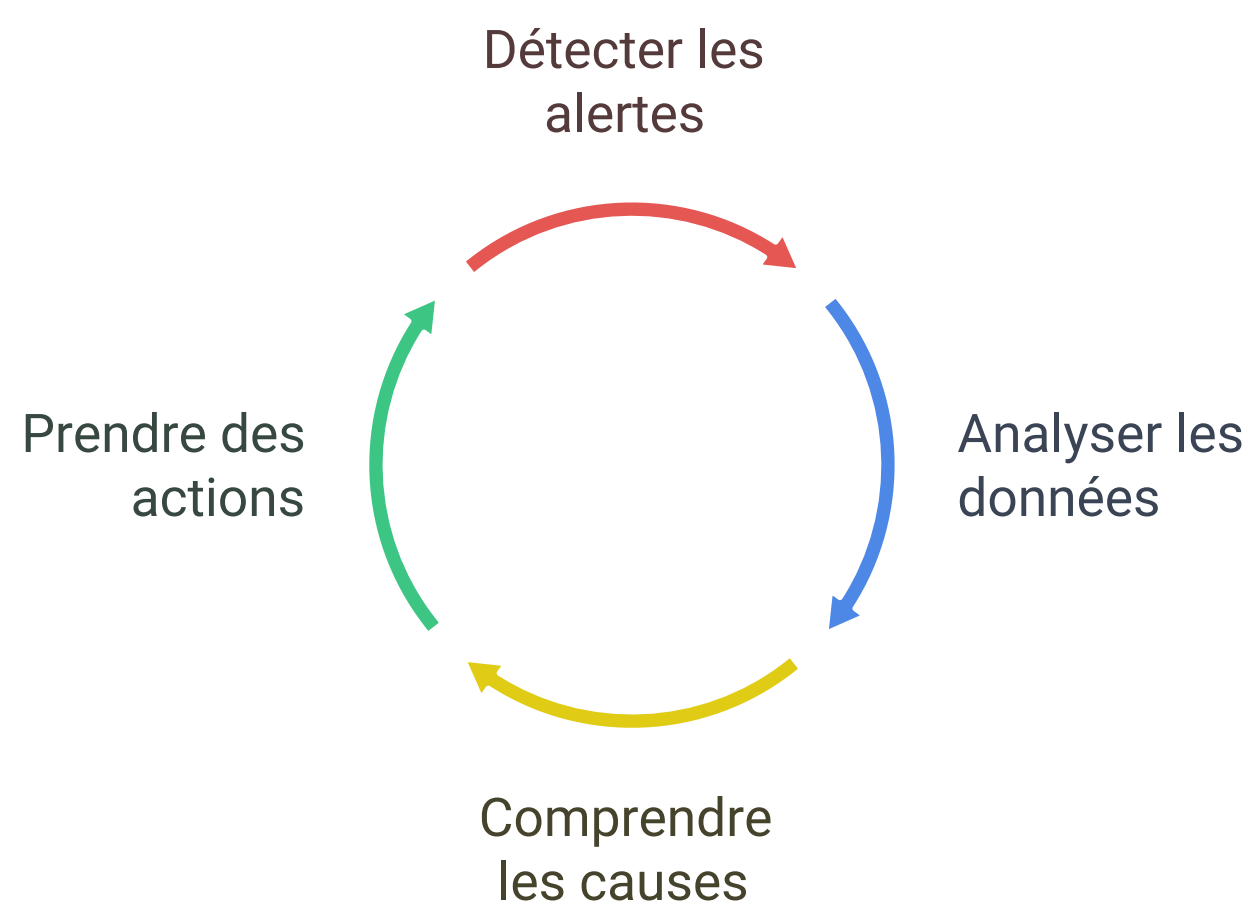 Détecter les
alertes
Analyser les
données
Comprendre
les causes
Prendre des
actions